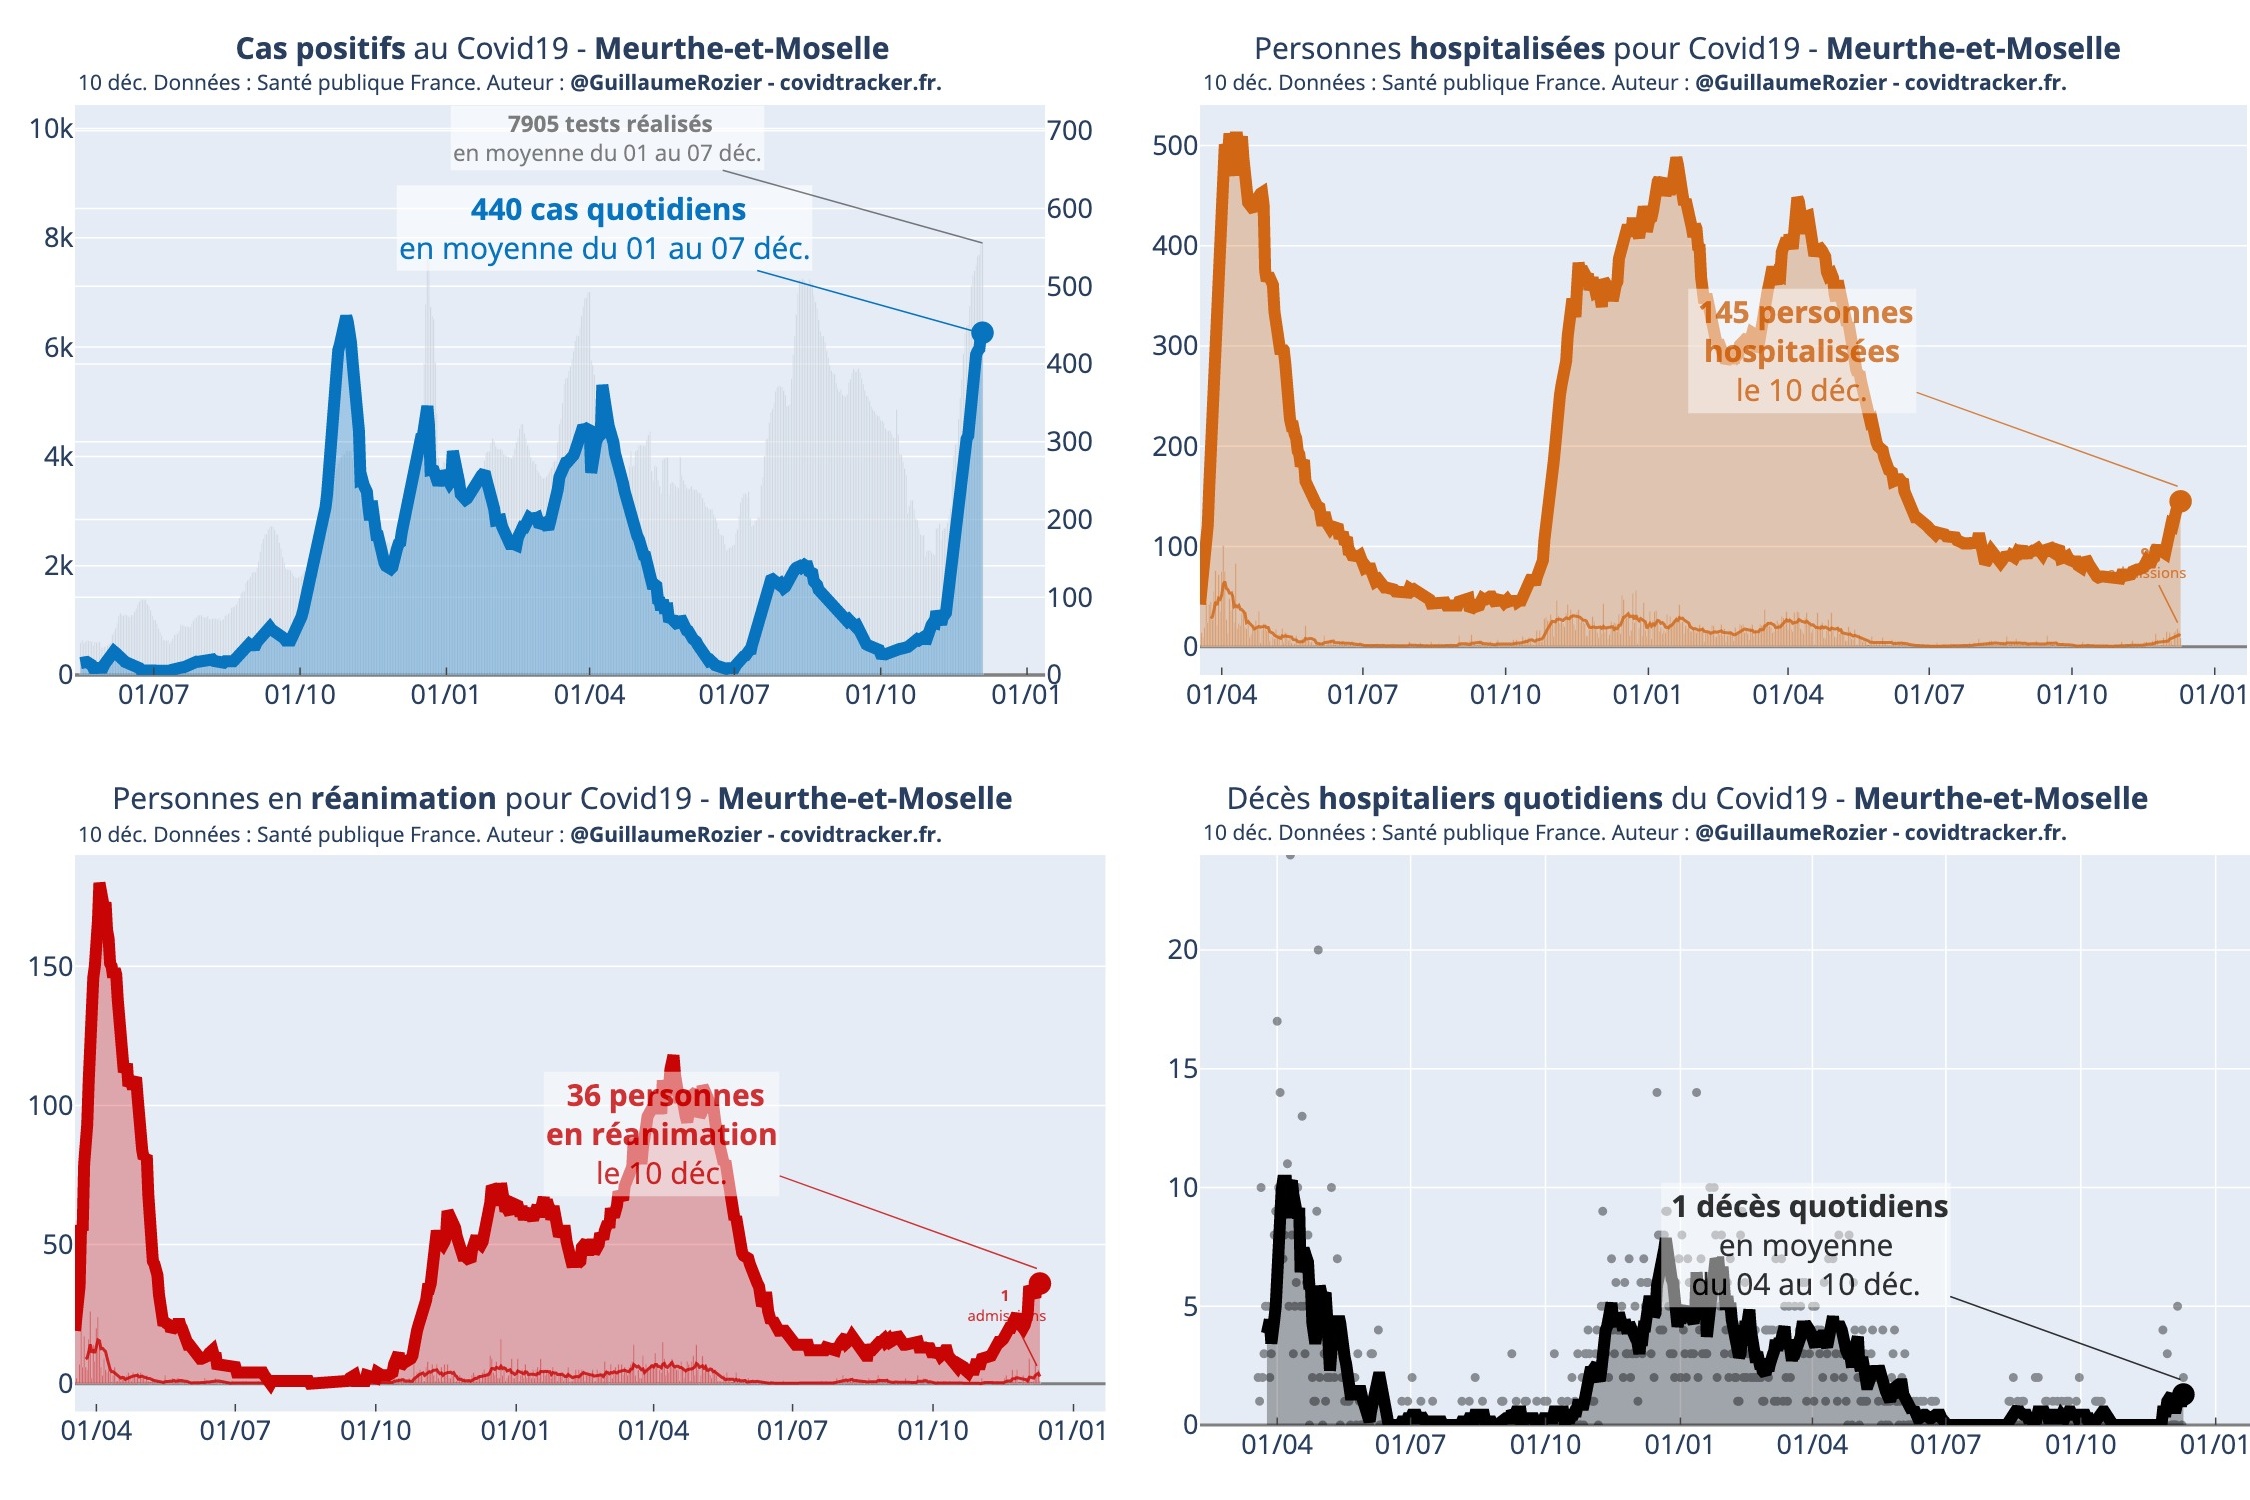 Cas positifs au Covid19 - Meurthe-et-Moselle
10 déc. Données : Santé publique France. Auteur : @GuillaumeRozier - covidtracker.fr.
7905 tests réalisés
en moyenne du 01 au 07 déc.
440 cas quotidiens
en moyenne du 01 au 07 déc.
10k
8k
6k
4k
2k
0
700
600
500
400
300
200
100
0
01/07 01/10 01/01 01/04 01/07 01/10 01/01
Personnes hospitalisées pour Covid19 - Meurthe-et-Moselle
10 déc. Données : Santé publique France. Auteur : @GuillaumeRozier - covidtracker.fr.
500
400
300
200
100
0
145 personnes
hospitalisées
le 10 déc.
01/04 01/07 01/10 01/01 01/04 01/07 01/10 01/01
Personnes en réanimation pour Covid19 - Meurthe-et-Moselle
10 déc. Données : Santé publique France. Auteur : @GuillaumeRozier - covidtracker.fr.
150
100
50
0
36 personnes
en réanimation
le 10 déc.
1
admissions
01/04 01/07 01/10 01/01 01/04 01/07 01/10 01/01
Décès hospitaliers quotidiens du Covid19 - Meurthe-et-Moselle
10 déc. Données : Santé publique France. Auteur : @GuillaumeRozier - covidtracker.fr.
20
15
10
5
0
1 décès quotidiens
en moyenne
du 04 au 10 déc.
01/04 01/07 01/10 01/01 01/04 01/07 01/10 01/01